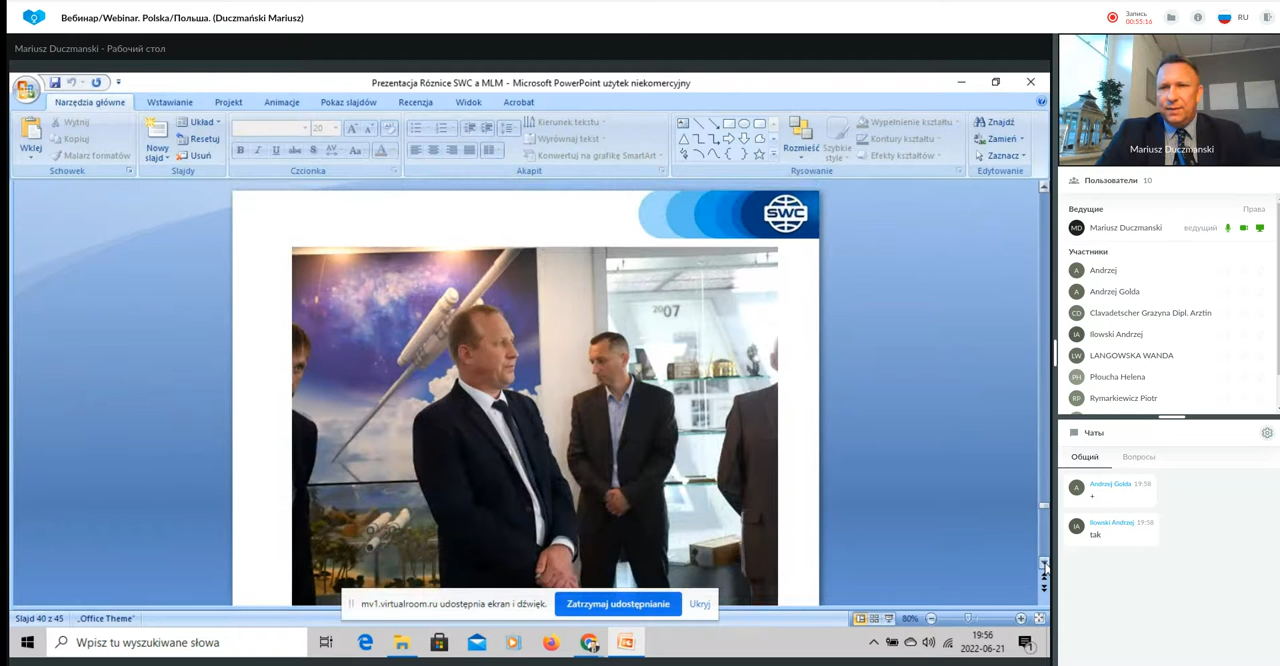 Вебинар/Webinar. Polska/Польша. (Duczmański Mariusz)
Запись
00:55:16
RU
Mariusz Duczmanski - Рабочий стол
Prezentacja Różnice SWC a MLM - Microsoft PowerPoint użytek niekomercyjny
Narzędzia główne
Wstawianie
Projekt
Animacje
Pokaz slajdów
Recenzja
Widok
Acrobat
Wklej
Wytnij
Kopiuj
Malarz formatów
Schowek
Nowy slajd
Układ
Resetuj
Usuń
Slajdy
20
Czcionka
Kierunek tekstu
Wyrównaj tekst
Konwertuj na grafikę SmartArt
Akapit
Rozmieść
Szybkie style
Wypełnienie kształtu
Kontury kształtu
Efekty kształtów
Rysowanie
Znajdź
Zamień
Zaznacz
Edytowanie
SWC
2007
mv1.virtualroom.ru udostępnia ekran i dźwięk.
Zatrzymaj udostępnianie
Ukryj
Slajd 40 z 45
„Office Theme”
80%
Wpisz tu wyszukiwane słowa
19:56
2022-06-21
1
Mariusz Duczmanski
Пользователи 10
Ведущие
Права
MD
Mariusz Duczmanski
ведущий
Участники
A
Andrzej
A
Andrzej Golda
CD
Clavadetscher Grazyna Dipl. Arztin
IA
Ilowski Andrzej
LW
LANGOWSKA WANDA
PH
Płoucha Helena
RP
Rymarkiewicz Piotr
Чаты
Общий
Вопросы
A
Andrzej Golda 19:58
+
IA
Ilowski Andrzej 19:58
tak